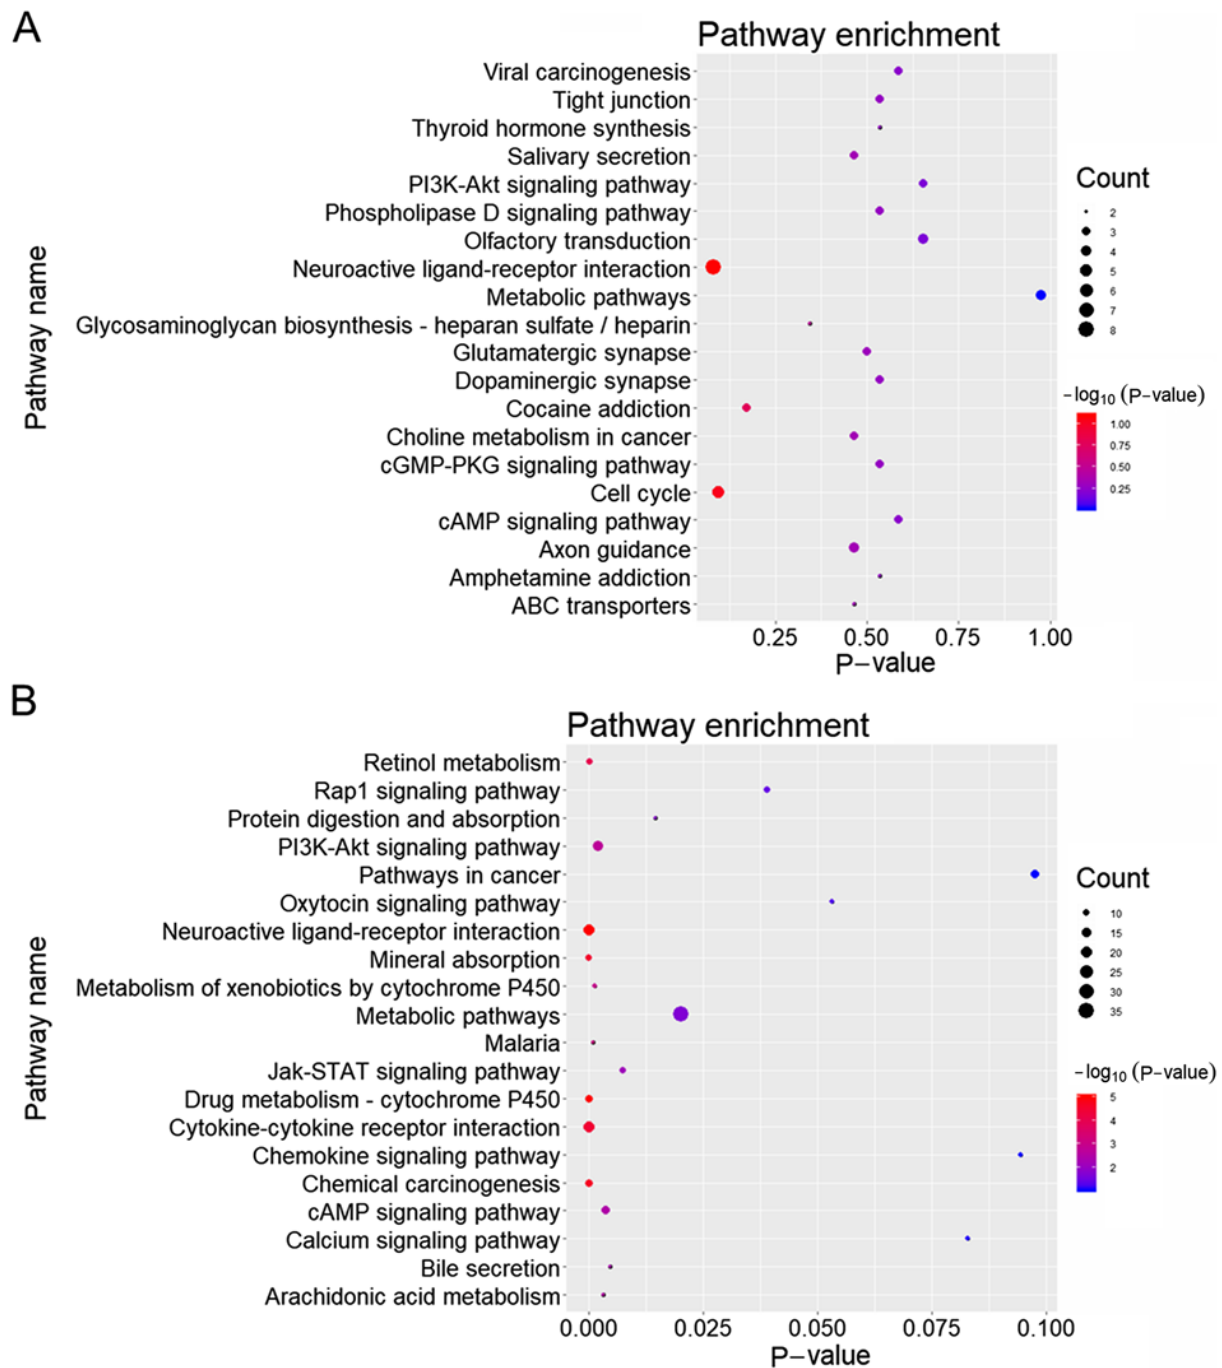 A
Pathway enrichment
Pathway name
Viral carcinogenesis
Tight junction
Thyroid hormone synthesis
Salivary secretion
PI3K-Akt signaling pathway
Phospholipase D signaling pathway
Olfactory transduction
Neuroactive ligand-receptor interaction
Metabolic pathways
Glycosaminoglycan biosynthesis - heparan sulfate / heparin
Glutamatergic synapse
Dopaminergic synapse
Cocaine addiction
Choline metabolism in cancer
cGMP-PKG signaling pathway
Cell cycle
cAMP signaling pathway
Axon guidance
Amphetamine addiction
ABC transporters
0.25 0.50 0.75 1.00
P-value
Count
2
3
4
5
6
7
8
-log₁₀ (P-value)
1.00
0.75
0.50
0.25
B
Pathway enrichment
Pathway name
Retinol metabolism
Rap1 signaling pathway
Protein digestion and absorption
PI3K-Akt signaling pathway
Pathways in cancer
Oxytocin signaling pathway
Neuroactive ligand-receptor interaction
Mineral absorption
Metabolism of xenobiotics by cytochrome P450
Metabolic pathways
Malaria
Jak-STAT signaling pathway
Drug metabolism - cytochrome P450
Cytokine-cytokine receptor interaction
Chemokine signaling pathway
Chemical carcinogenesis
cAMP signaling pathway
Calcium signaling pathway
Bile secretion
Arachidonic acid metabolism
0.000 0.025 0.050 0.075 0.100
P-value
Count
10
15
20
25
30
35
-log₁₀ (P-value)
5
4
3
2